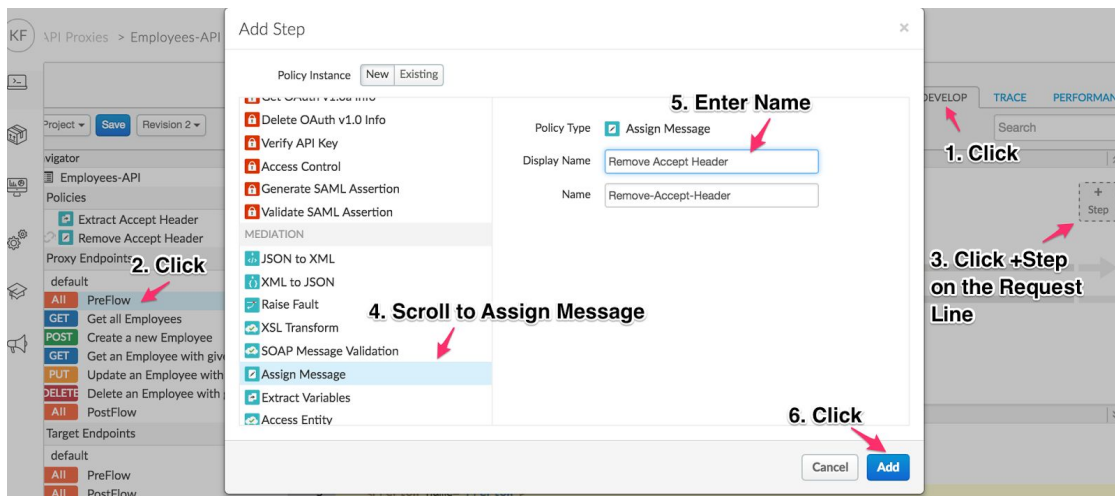 KF
API Proxies > Employees-API
Add Step
×
Policy Instance New Existing
DEVELOP TRACE PERFORMAN
Project Save Revision 2
Search
1. Click
Get OAuth v1.0a Info
Delete OAuth v1.0 Info
Verify API Key
Access Control
Generate SAML Assertion
Validate SAML Assertion
MEDIATION
JSON to XML
XML to JSON
Raise Fault
XSL Transform
SOAP Message Validation
Assign Message
Extract Variables
Access Entity
5. Enter Name
Policy Type Assign Message
Display Name Remove Accept Header
Name Remove-Accept-Header
vigator
Employees-API
Policies
Extract Accept Header
Remove Accept Header
Proxy Endpoints
2. Click
default
All PreFlow
GET Get all Employees
POST Create a new Employee
GET Get an Employee with give
PUT Update an Employee with
DELETE Delete an Employee with
All PostFlow
Target Endpoints
default
All PreFlow
All PostFlow
+
Step
3. Click +Step
on the Request
Line
4. Scroll to Assign Message
6. Click
Cancel Add